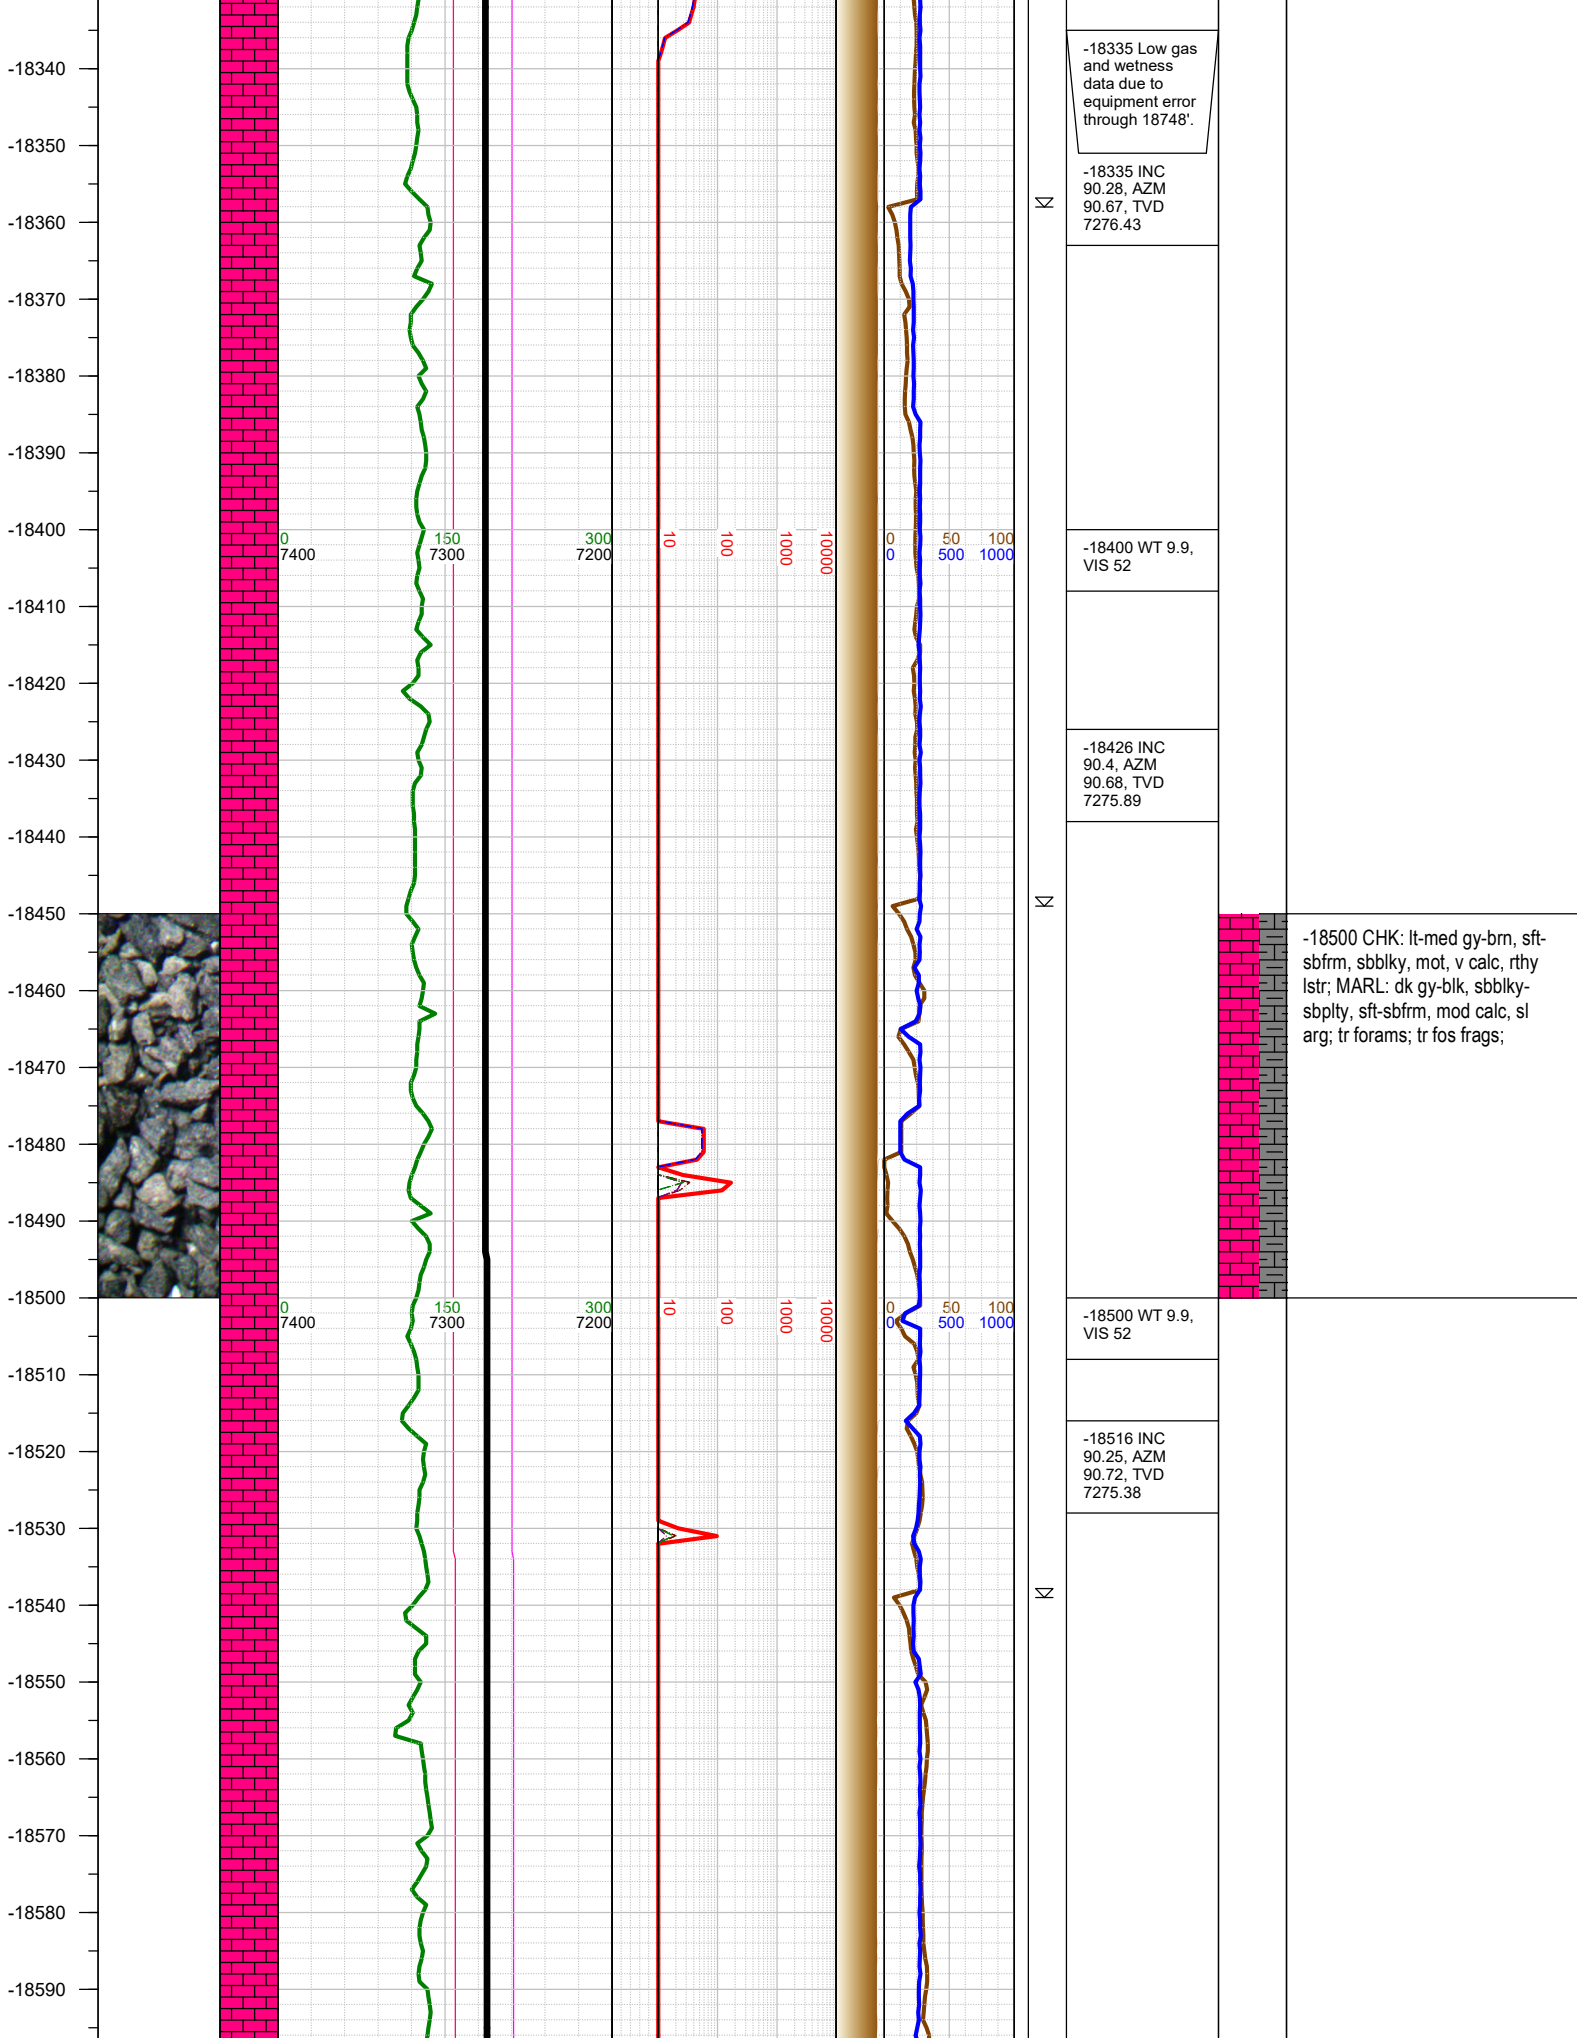 -18340
-18350
-18360
-18370
-18380
-18390
-18400
-18410
-18420
-18430
-18440
-18450
-18460
-18470
-18480
-18490
-18500
-18510
-18520
-18530
-18540
-18550
-18560
-18570
-18580
-18590
0 150 300
7400 7300 7200
10 100 1000 10000
0 50 100
0 500 1000
0 150 300
7400 7300 7200
10 100 1000 10000
0 50 100
0 500 1000
-18335 Low gas
and wetness
data due to
equipment error
through 18748'.
-18335 INC
90.28, AZM
90.67, TVD
7276.43
-18400 WT 9.9,
VIS 52
-18426 INC
90.4, AZM
90.68, TVD
7275.89
-18500 WT 9.9,
VIS 52
-18516 INC
90.25, AZM
90.72, TVD
7275.38
-18500 CHK: lt-med gy-brn, sft-
sbfrm, sbblky, mot, v calc, rthy
lstr; MARL: dk gy-blk, sbblky-
sbplty, sft-sbfrm, mod calc, sl
arg; tr forams; tr fos frags;